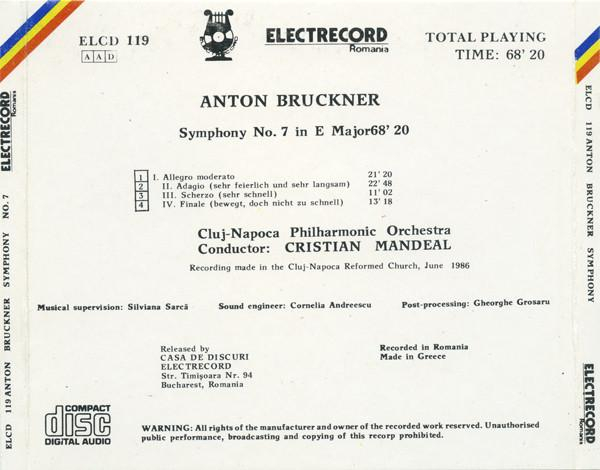 ELCD 119
AAD
ELECTRECORD
Romania
TOTAL PLAYING
TIME: 68' 20
ANTON BRUCKNER
Symphony No. 7 in E Major68' 20
1 I. Allegro moderato 21' 20
2 II. Adagio (sehr feierlich und sehr langsam) 22' 48
3 III. Scherzo (sehr schnell) 11' 02
4 IV. Finale (bewegt, doch nicht zu schnell) 13' 18
Cluj-Napoca Philharmonic Orchestra
Conductor: CRISTIAN MANDEAL
Recording made in the Cluj-Napoca Reformed Church, June 1986
Musical supervision: Silviana Sarcă
Sound engineer: Cornelia Andreescu
Post-processing: Gheorghe Grosaru
Released by
CASA DE DISCURI
ELECTRECORD
Str. Timişoara Nr. 94
Bucharest, Romania
Recorded in Romania
Made in Greece
COMPACT
disc
DIGITAL AUDIO
WARNING: All rights of the manufacturer and owner of the recorded work reserved. Unauthorised
public performance, broadcasting and copying of this recorp prohibited.
ELCD 119 ANTON BRUCKNER SYMPHONY NO. 7 ELECTRECORD Romania
ELCD 119 ANTON BRUCKNER SYMPHONY ELECTRECORD Romania